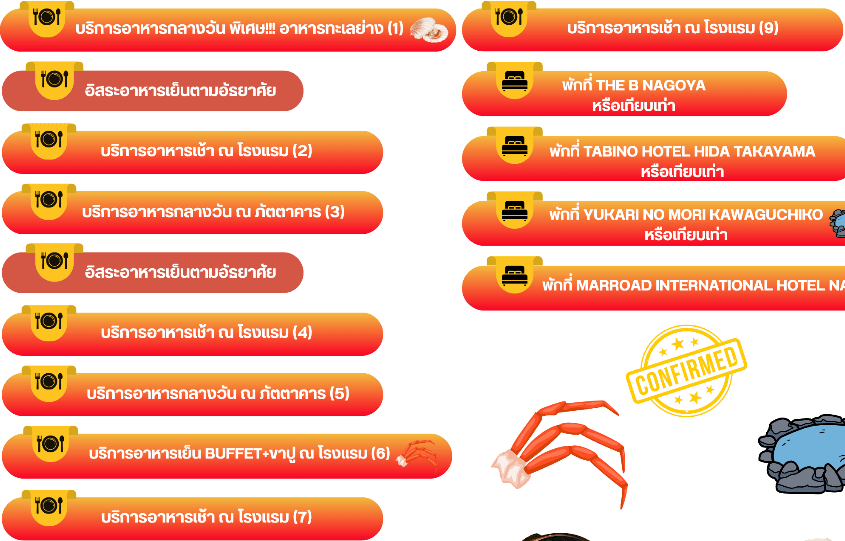 บริการอาหารกลางวัน พิเศษ!!! อาหารทะเลย่าง (1)
อิสระอาหารเย็นตามอัธยาศัย
บริการอาหารเช้า ณ โรงแรม (2)
บริการอาหารกลางวัน ณ ภัตตาคาร (3)
อิสระอาหารเย็นตามอัธยาศัย
บริการอาหารเช้า ณ โรงแรม (4)
บริการอาหารกลางวัน ณ ภัตตาคาร (5)
บริการอาหารเย็น BUFFET+ขาปู ณ โรงแรม (6)
บริการอาหารเช้า ณ โรงแรม (7)
บริการอาหารเช้า ณ โรงแรม (9)
พักที่ THE B NAGOYA
หรือเทียบเท่า
พักที่ TABINO HOTEL HIDA TAKAYAMA
หรือเทียบเท่า
พักที่ YUKARI NO MORI KAWAGUCHIKO
หรือเทียบเท่า
พักที่ MARROAD INTERNATIONAL HOTEL NA
CONFIRMED